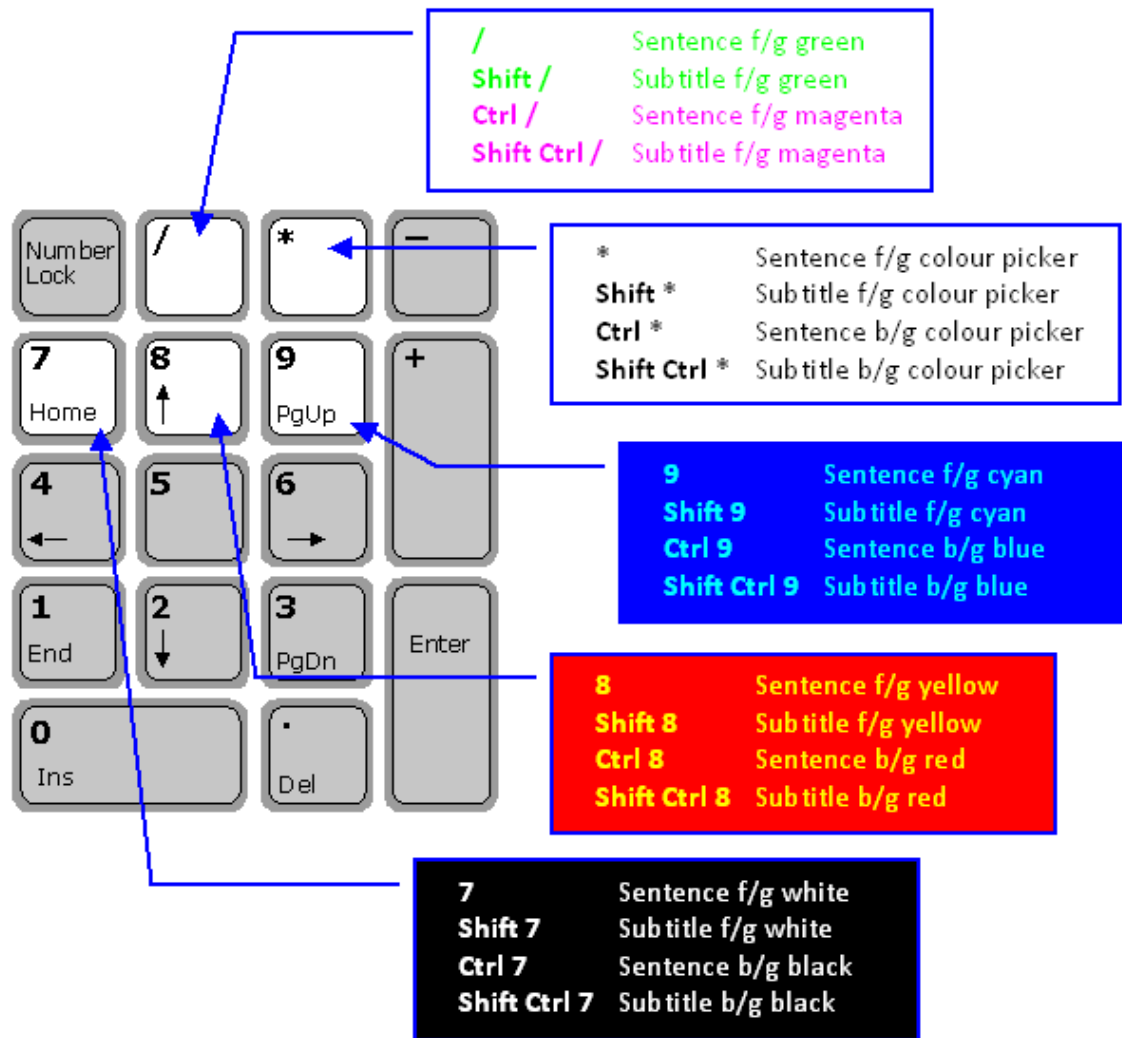 / Sentence f/g green
Shift / Subtitle f/g green
Ctrl / Sentence f/g magenta
Shift Ctrl / Subtitle f/g magenta
Number
Lock
/
*
−
* Sentence f/g colour picker
Shift * Subtitle f/g colour picker
Ctrl * Sentence b/g colour picker
Shift Ctrl * Subtitle b/g colour picker
7
Home
8
↑
9
PgUp
+
9 Sentence f/g cyan
Shift 9 Subtitle f/g cyan
Ctrl 9 Sentence b/g blue
Shift Ctrl 9 Subtitle b/g blue
4
←
5
6
→
1
End
2
↓
3
PgDn
Enter
8 Sentence f/g yellow
Shift 8 Subtitle f/g yellow
Ctrl 8 Sentence b/g red
Shift Ctrl 8 Subtitle b/g red
0
Ins
.
Del
7 Sentence f/g white
Shift 7 Subtitle f/g white
Ctrl 7 Sentence b/g black
Shift Ctrl 7 Subtitle b/g black